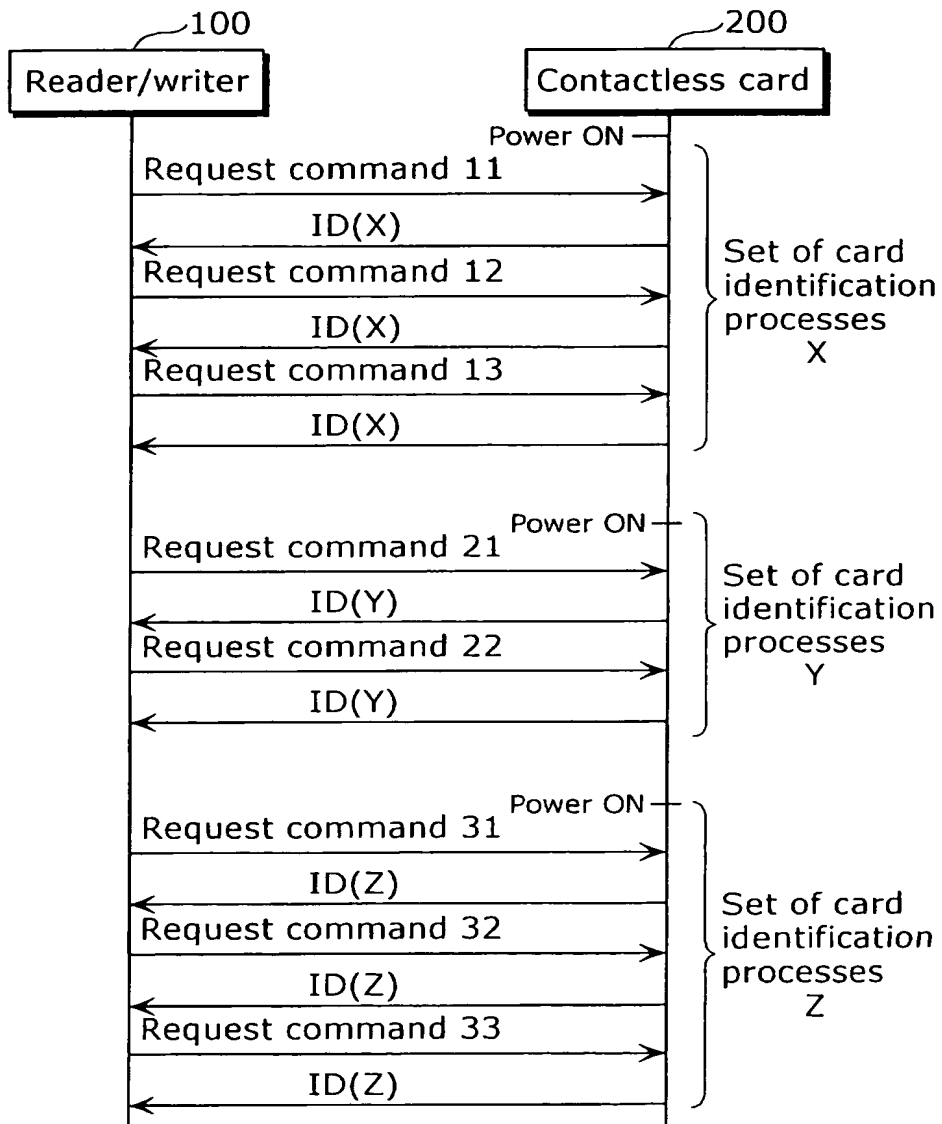 100
200
Reader/writer
Contactless card
Power ON
Request command 11
ID(X)
Request command 12
ID(X)
Request command 13
ID(X)
Set of card
identification
processes
X
Power ON
Request command 21
ID(Y)
Request command 22
ID(Y)
Set of card
identification
processes
Y
Power ON
Request command 31
ID(Z)
Request command 32
ID(Z)
Request command 33
ID(Z)
Set of card
identification
processes
Z